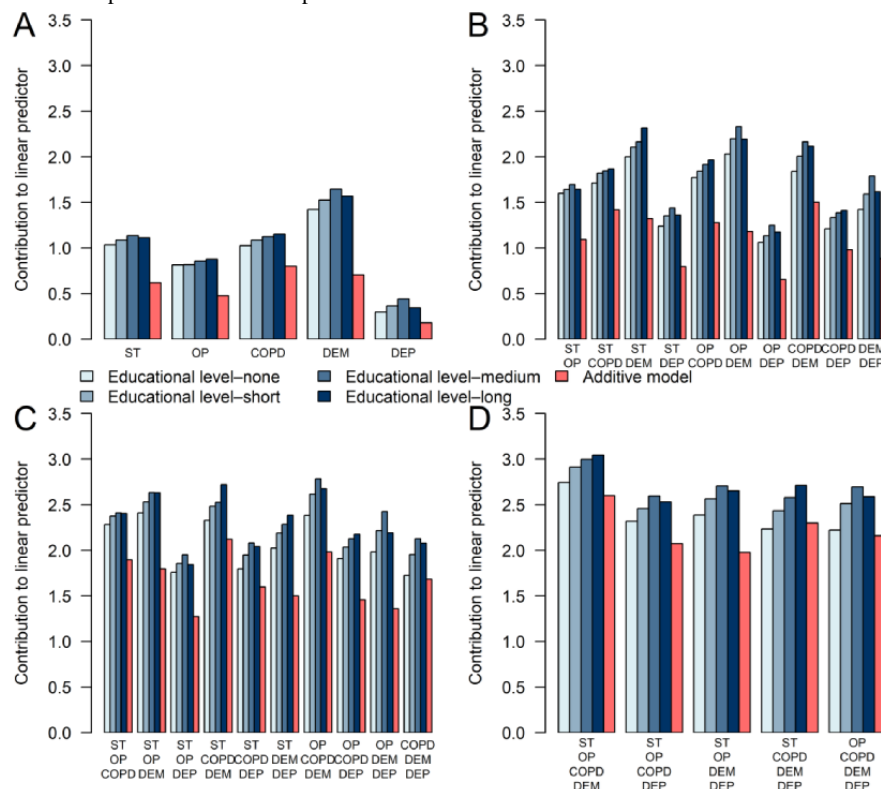 A
Contribution to linear predictor
3.5
3.0
2.5
2.0
1.5
1.0
0.5
0.0
ST OP COPD DEM DEP
B
Contribution to linear predictor
3.5
3.0
2.5
2.0
1.5
1.0
0.5
0.0
ST ST ST ST OP OP OP COPD COPD DEM
OP COPD DEM DEP COPD DEM DEP DEM DEP DEP
Educational level–none Educational level–medium Additive model
Educational level–short Educational level–long
C
Contribution to linear predictor
3.5
3.0
2.5
2.0
1.5
1.0
0.5
0.0
ST ST ST ST ST ST OP OP OP COPD
OP OP OP COPD COPD DEM COPD COPD DEM DEM
COPD DEM DEP DEM DEP DEP DEM DEP DEP DEP
D
Contribution to linear predictor
3.5
3.0
2.5
2.0
1.5
1.0
0.5
0.0
ST ST ST ST OP
OP OP OP COPD COPD
COPD COPD DEM DEM DEM
DEM DEP DEP DEP DEP